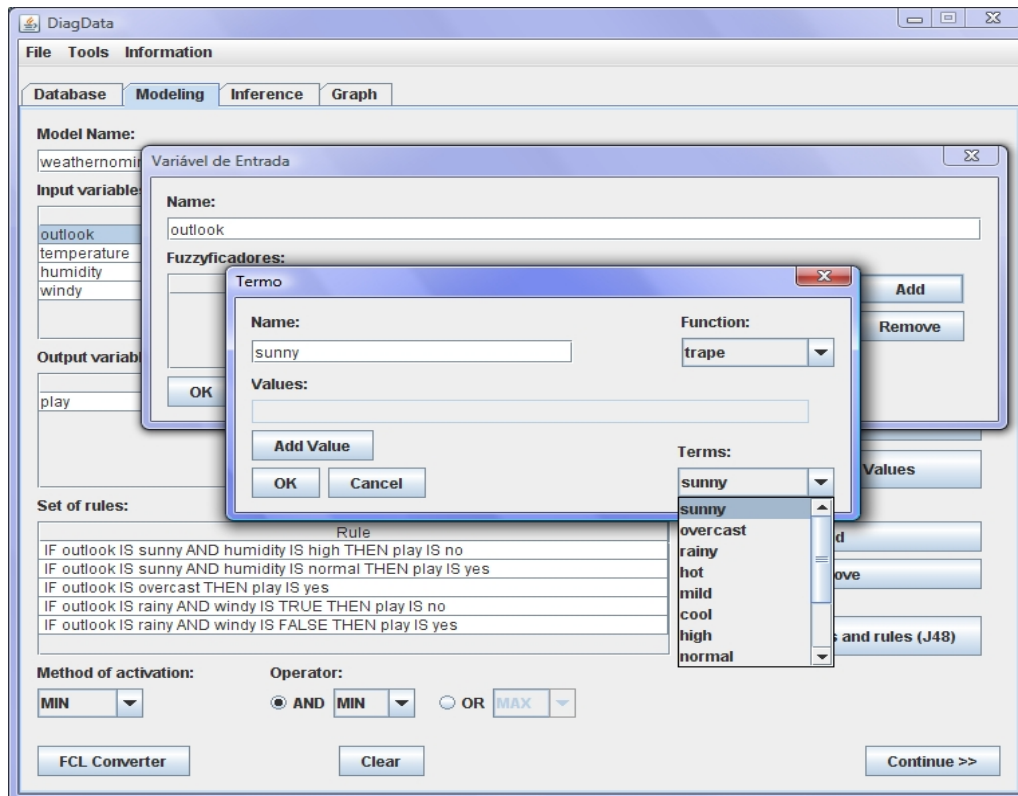 DiagData
File Tools Information
Database Modeling Inference Graph
Model Name:
Variável de Entrada
Input variable
Name:
outlook
outlook
temperature
humidity
windy
Fuzzyficadores:
Add
Remove
Termo
Name:
Function:
sunny
trape
Values:
Output variabl
play
OK
Add Value
Terms:
OK Cancel
sunny
Values
sunny
overcast
rainy
hot
mild
cool
high
normal
Set of rules:
Rule
IF outlook IS sunny AND humidity IS high THEN play IS no
IF outlook IS sunny AND humidity IS normal THEN play IS yes
IF outlook IS overcast THEN play IS yes
IF outlook IS rainy AND windy IS TRUE THEN play IS no
IF outlook IS rainy AND windy IS FALSE THEN play IS yes
and rules (J48)
Method of activation:
Operator:
MIN
AND MIN OR MAX
FCL Converter Clear Continue >>